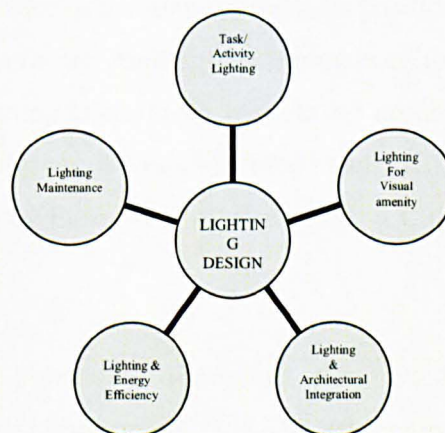 Task/
Activity
Lighting
Lighting
Maintenance
Lighting
For
Visual
amenity
LIGHTIN
G
DESIGN
Lighting &
Energy
Efficiency
Lighting
&
Architectural
Integration